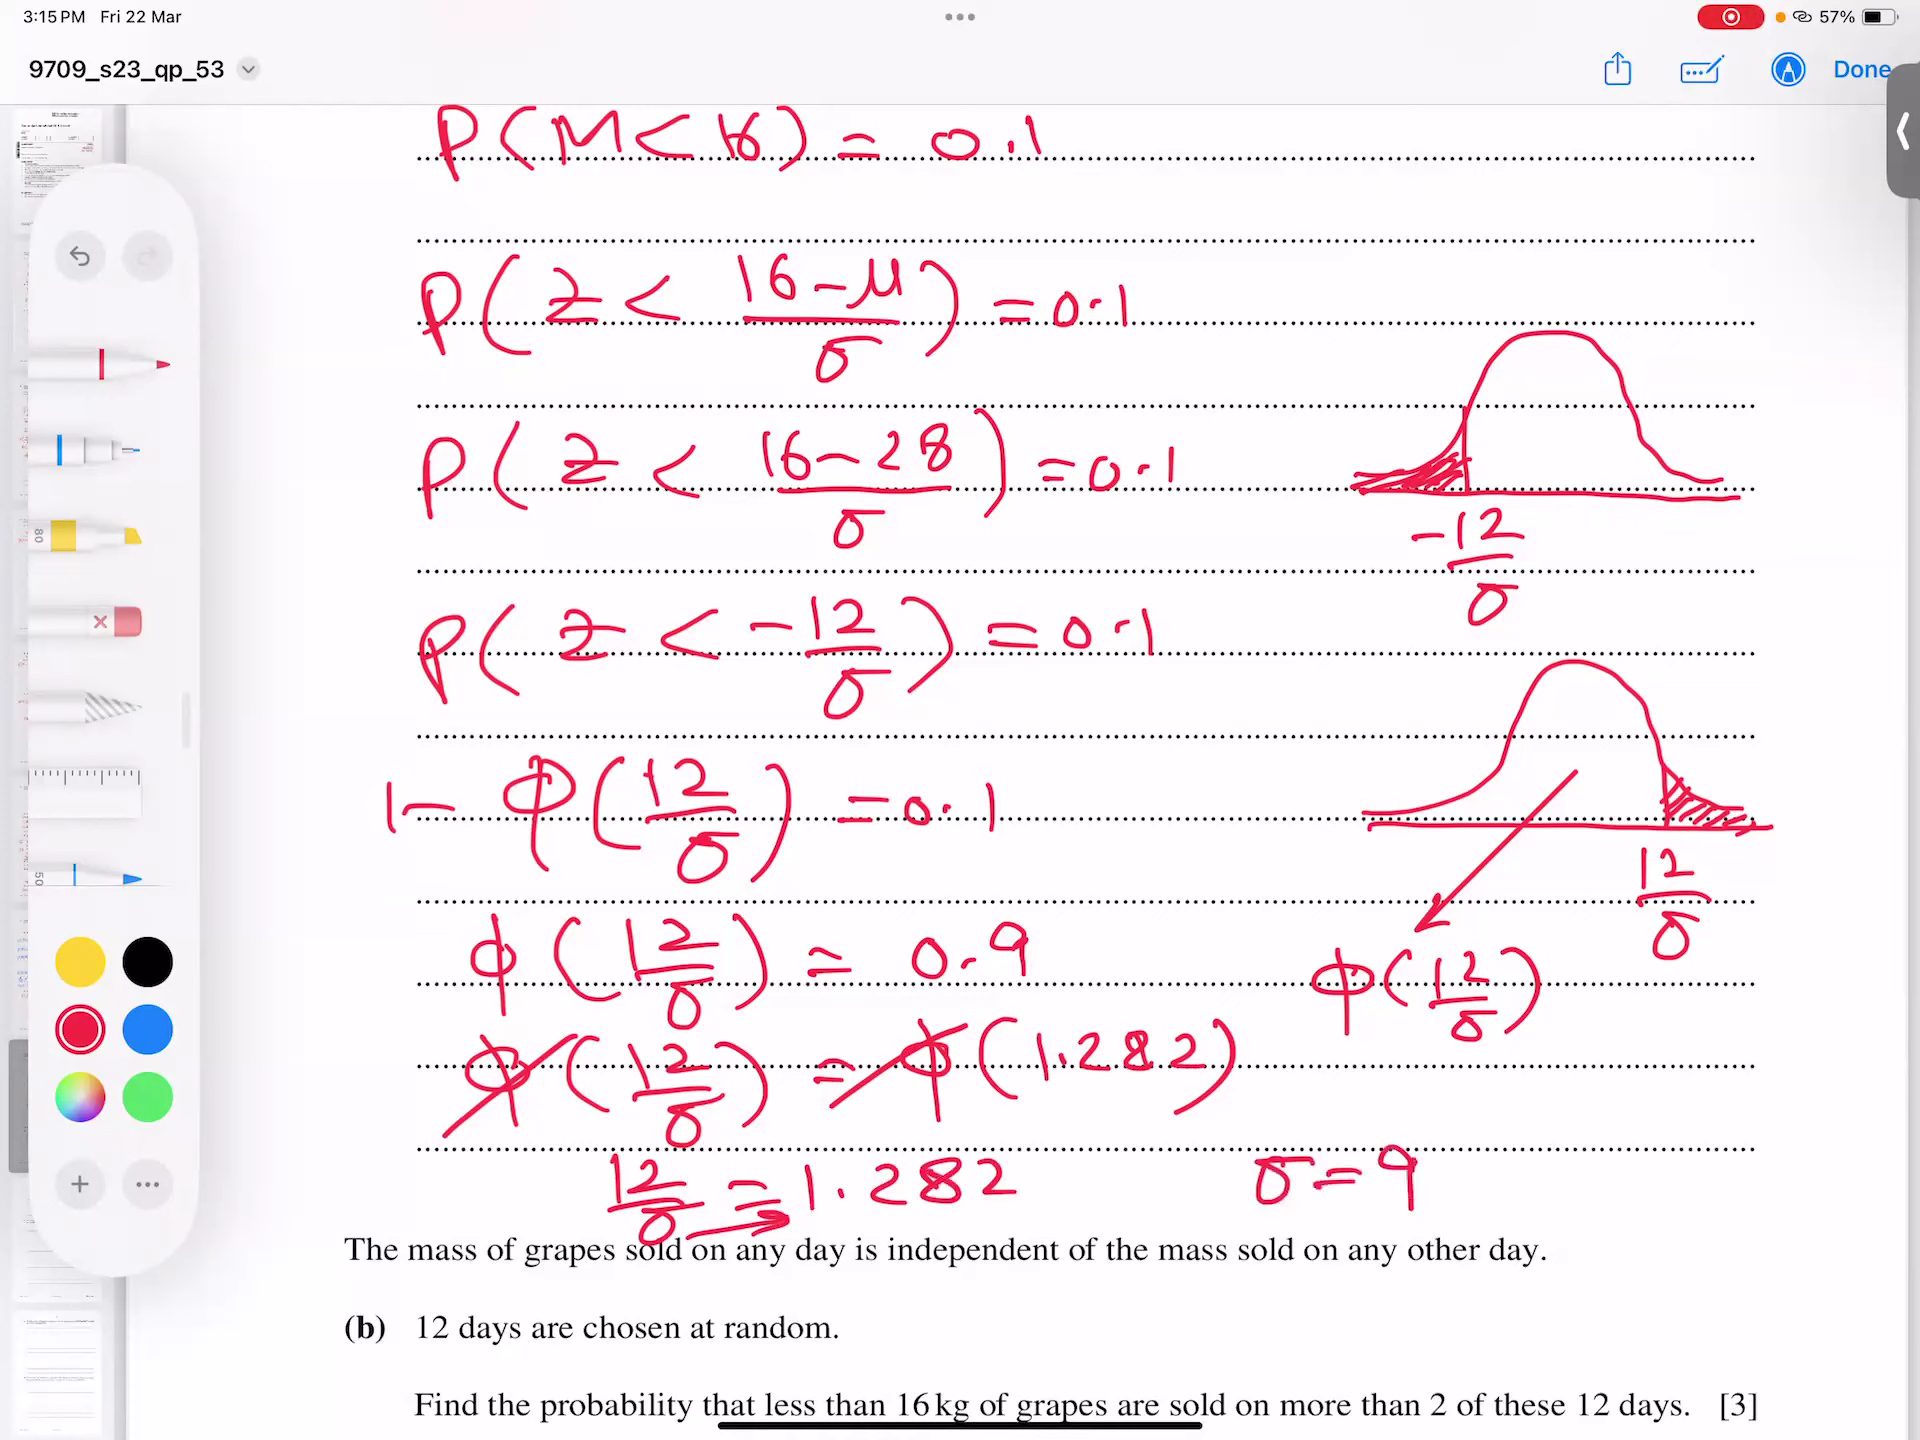 3:15 PM Fri 22 Mar
57%
9709_s23_qp_53
Done
P(M < 16) = 0.1
P(Z < 16-μ/σ) = 0.1
P(Z < 16-28/σ) = 0.1
-12/σ
P(Z < -12/σ) = 0.1
1- Φ(12/σ) = 0.1
12/σ
Φ(12/σ) = 0.9
Φ(12/σ)
Φ(12/σ) = Φ(1.282)
12/σ = 1.282
σ = 9
The mass of grapes sold on any day is independent of the mass sold on any other day.
(b) 12 days are chosen at random.
Find the probability that less than 16 kg of grapes are sold on more than 2 of these 12 days. [3]
80
50